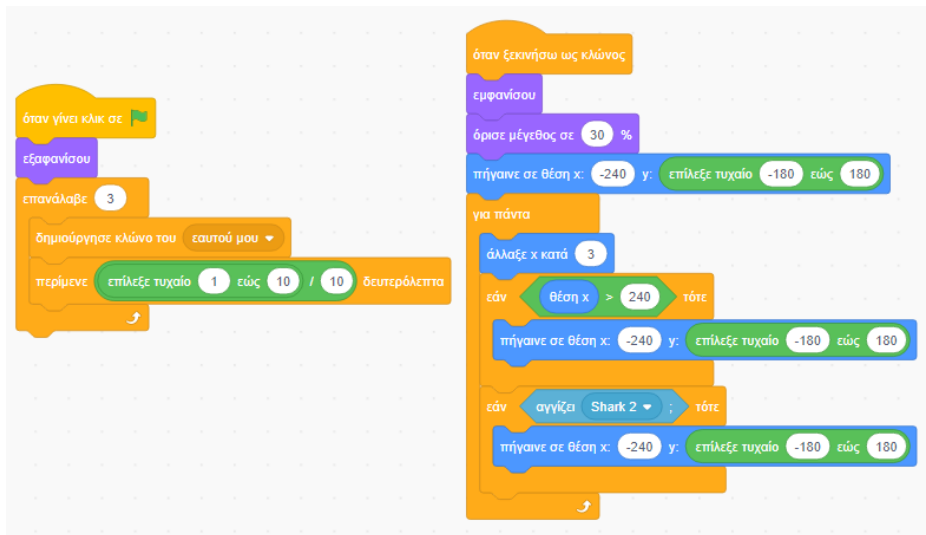 όταν γίνει κλικ σε
εξαφανίσου
επανάλαβε 3
δημιούργησε κλώνο του εαυτού μου
περίμενε επίλεξε τυχαίο 1 εώς 10 / 10 δευτερόλεπτα
όταν ξεκινήσω ως κλώνος
εμφανίσου
όρισε μέγεθος σε 30 %
πήγαινε σε θέση x: -240 y: επίλεξε τυχαίο -180 εώς 180
για πάντα
άλλαξε x κατά 3
εάν θέση x > 240 τότε
πήγαινε σε θέση x: -240 y: επίλεξε τυχαίο -180 εώς 180
εάν αγγίζει Shark 2 ; τότε
πήγαινε σε θέση x: -240 y: επίλεξε τυχαίο -180 εώς 180